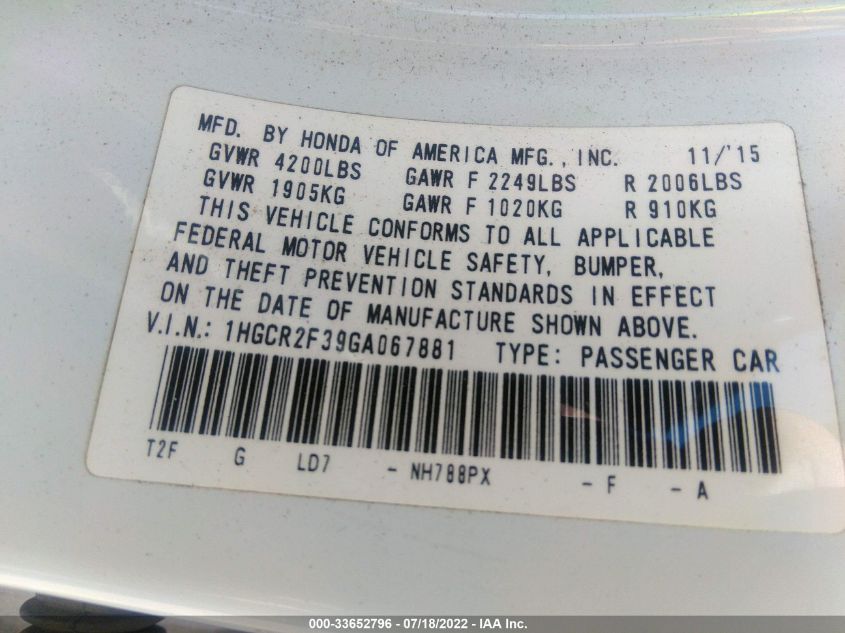 MFD. BY HONDA OF AMERICA MFG., INC. 11/'15
GVWR 4200LBS GAWR F 2249LBS R 2006LBS
GVWR 1905KG GAWR F 1020KG R 910KG
THIS VEHICLE CONFORMS TO ALL APPLICABLE
FEDERAL MOTOR VEHICLE SAFETY, BUMPER,
AND THEFT PREVENTION STANDARDS IN EFFECT
ON THE DATE OF MANUFACTURE SHOWN ABOVE.
V.I.N.: 1HGCR2F39GA067881 TYPE: PASSENGER CAR
T2F G LD7 - NH788PX - F - A
000-33652796 - 07/18/2022 - IAA Inc.